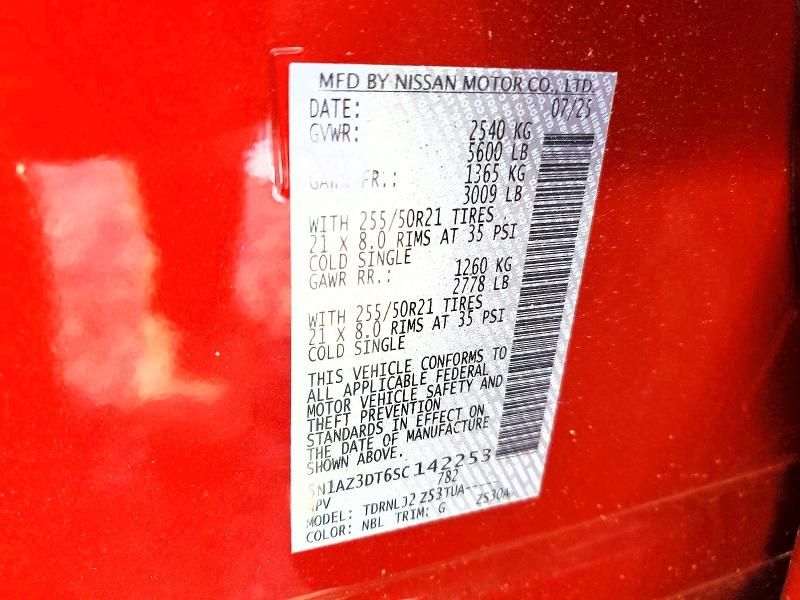 MFD BY NISSAN MOTOR CO., LTD.
DATE: 07/25
GVWR: 2540 KG
5600 LB
GAWR FR.: 1365 KG
3009 LB
WITH 255/50R21 TIRES
21 X 8.0 RIMS AT 35 PSI
COLD SINGLE
GAWR RR.: 1260 KG
2778 LB
WITH 255/50R21 TIRES
21 X 8.0 RIMS AT 35 PSI
COLD SINGLE
THIS VEHICLE CONFORMS TO
ALL APPLICABLE FEDERAL
MOTOR VEHICLE SAFETY AND
THEFT PREVENTION
STANDARDS IN EFFECT ON
THE DATE OF MANUFACTURE
SHOWN ABOVE.
5N1AZ3DT6SC 142253
MPV 782
MODEL: TDRNLJ2 Z53TUA-----
COLOR: NBL TRIM: G ZS30A